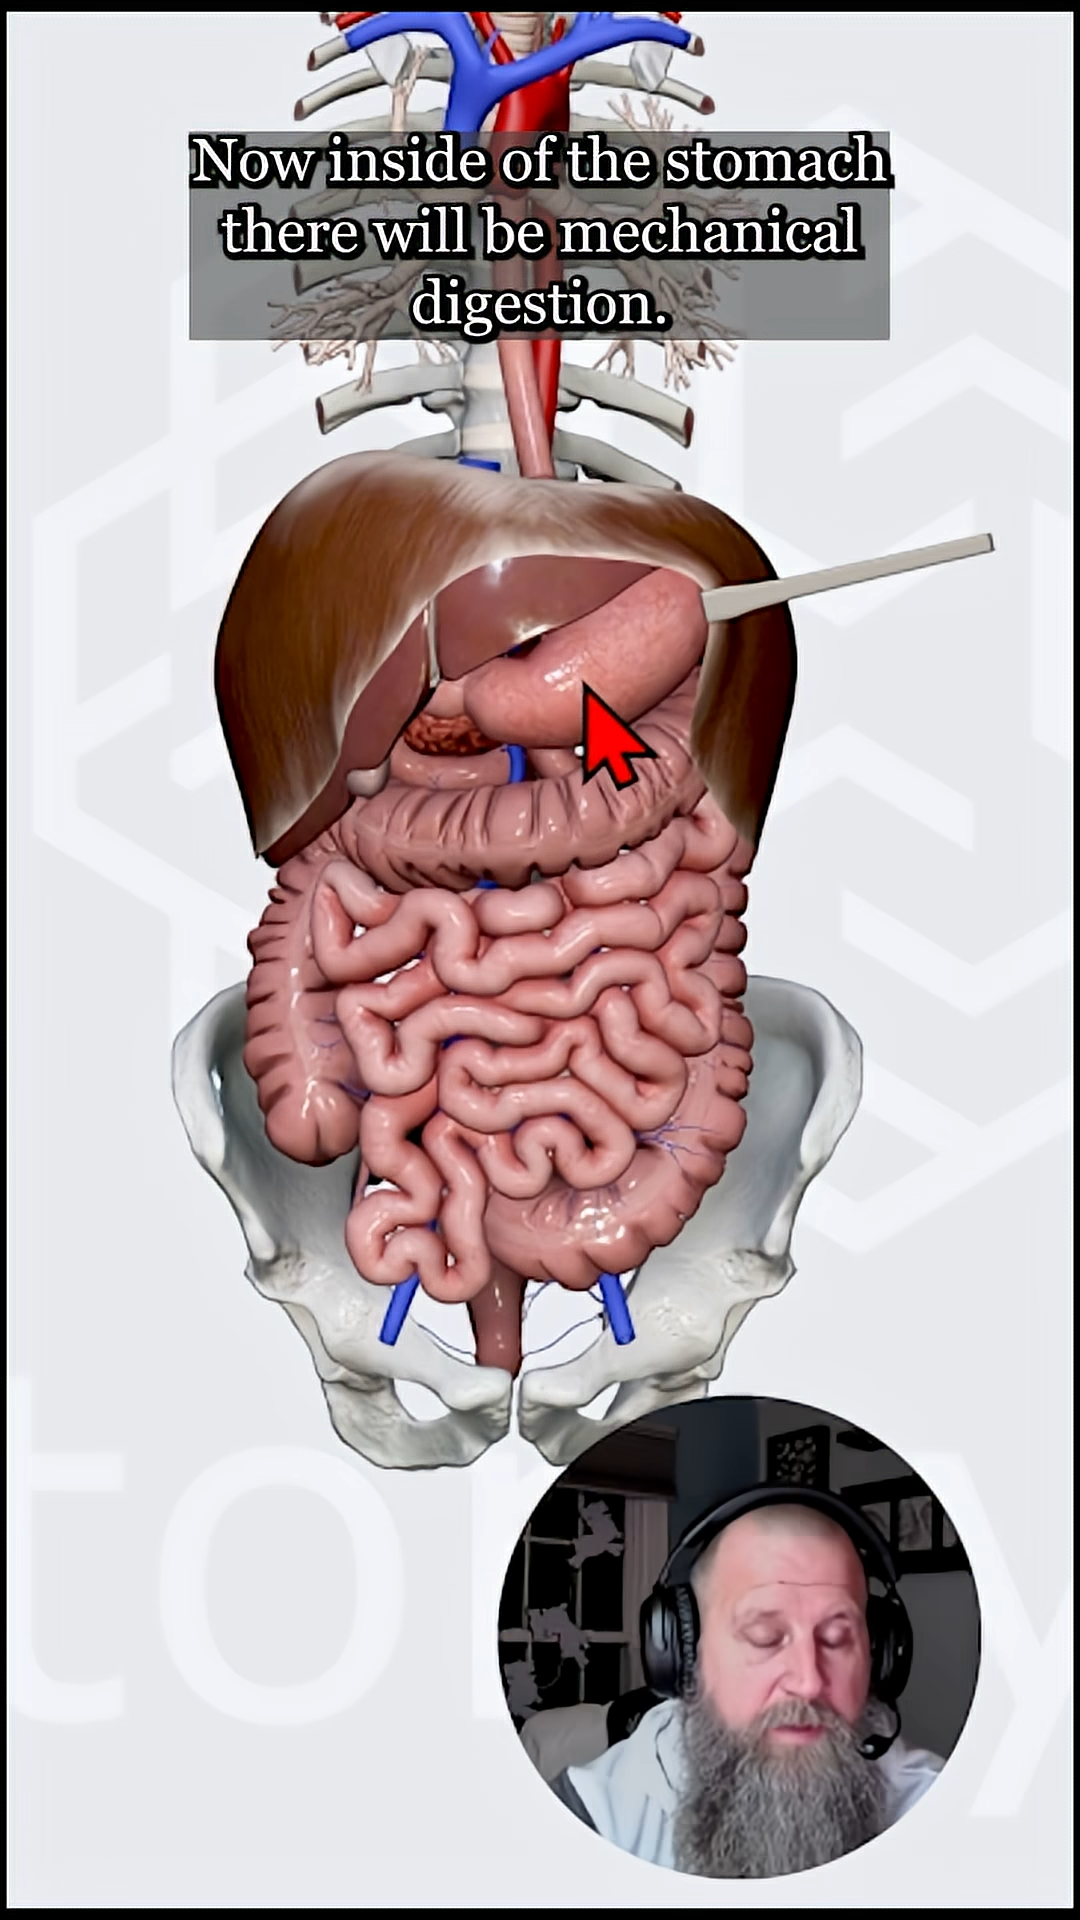 Now inside of the stomach
there will be mechanical
digestion.